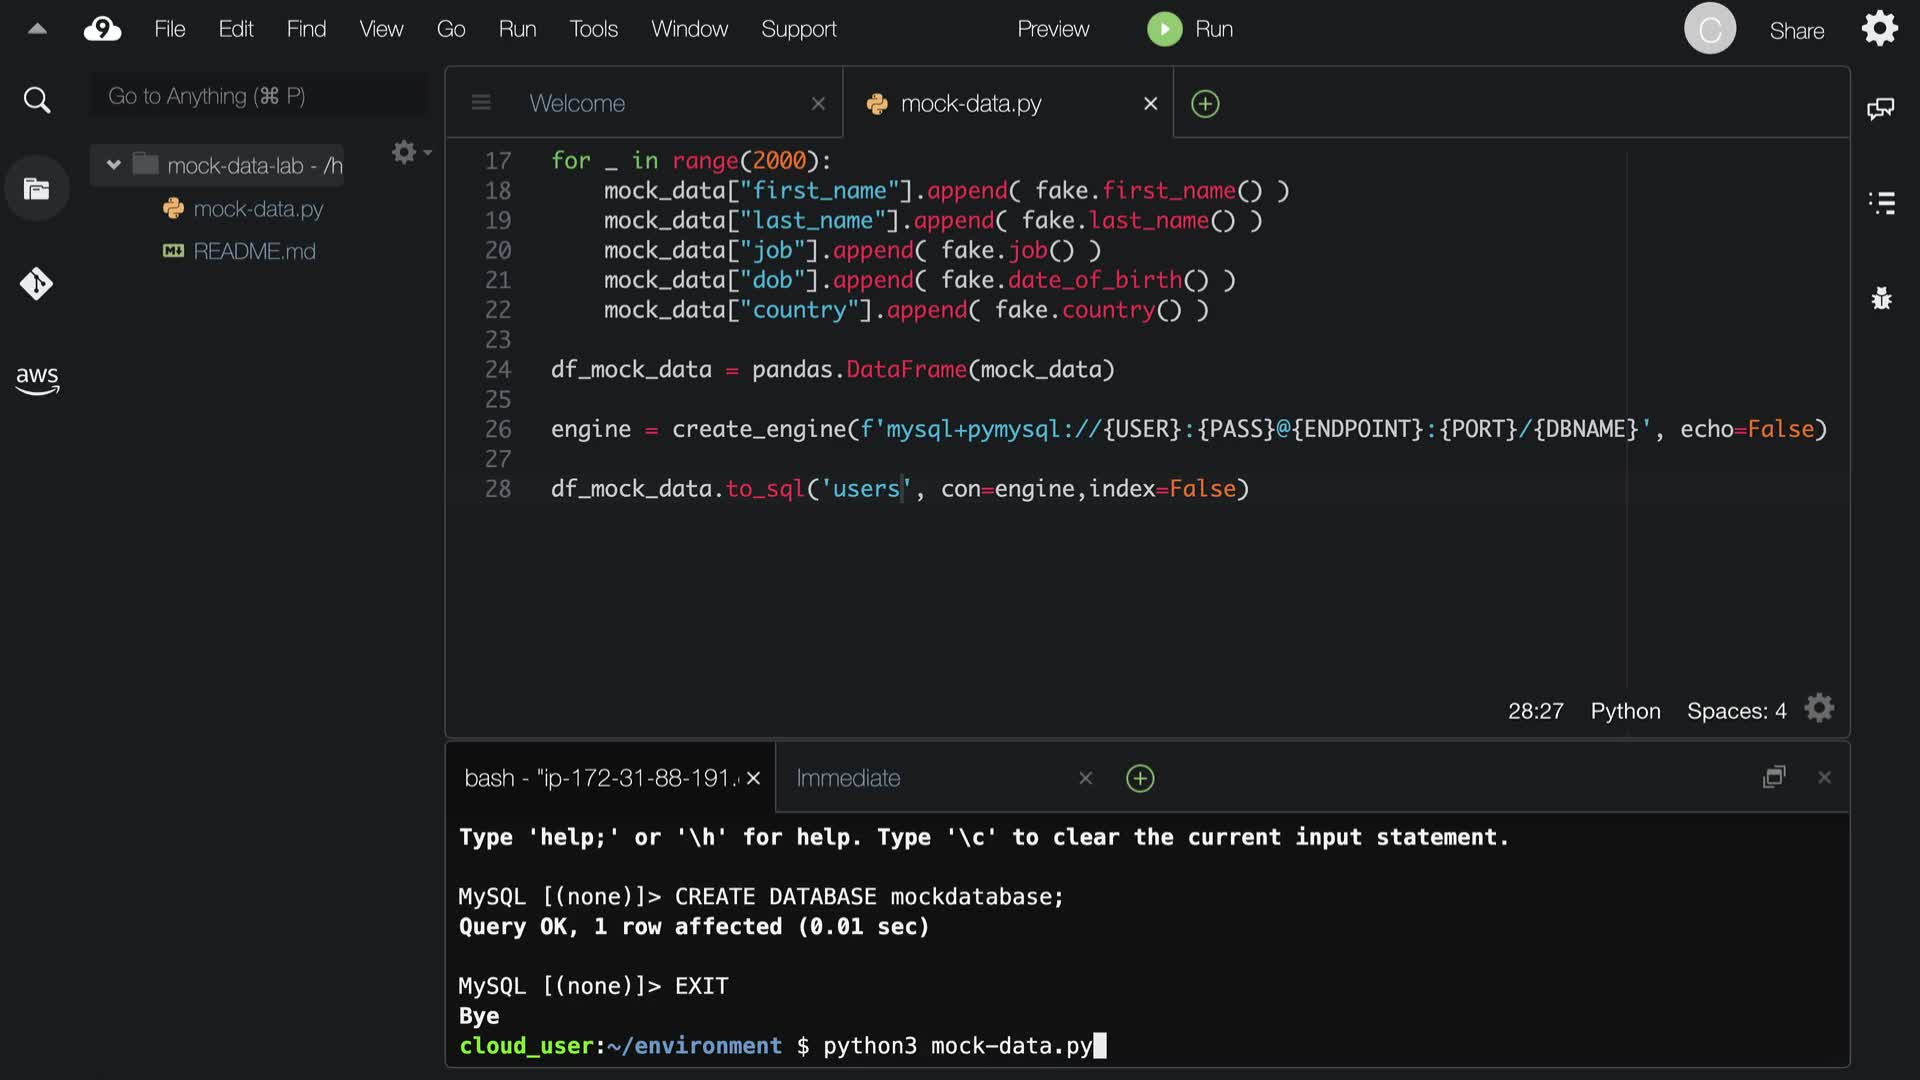 9 File Edit Find View Go Run Tools Window Support Preview Run C Share
Go to Anything (⌘ P)
mock-data-lab - /h
mock-data.py
README.md
aws
Welcome
mock-data.py
17 for _ in range(2000):
18     mock_data["first_name"].append( fake.first_name() )
19     mock_data["last_name"].append( fake.last_name() )
20     mock_data["job"].append( fake.job() )
21     mock_data["dob"].append( fake.date_of_birth() )
22     mock_data["country"].append( fake.country() )
23
24 df_mock_data = pandas.DataFrame(mock_data)
25
26 engine = create_engine(f'mysql+pymysql://{USER}:{PASS}@{ENDPOINT}:{PORT}/{DBNAME}', echo=False)
27
28 df_mock_data.to_sql('users', con=engine,index=False)
28:27 Python Spaces: 4
bash - "ip-172-31-88-191.
Immediate
Type 'help;' or '\h' for help. Type '\c' to clear the current input statement.
MySQL [(none)]> CREATE DATABASE mockdatabase;
Query OK, 1 row affected (0.01 sec)
MySQL [(none)]> EXIT
Bye
cloud_user:~/environment $ python3 mock-data.py